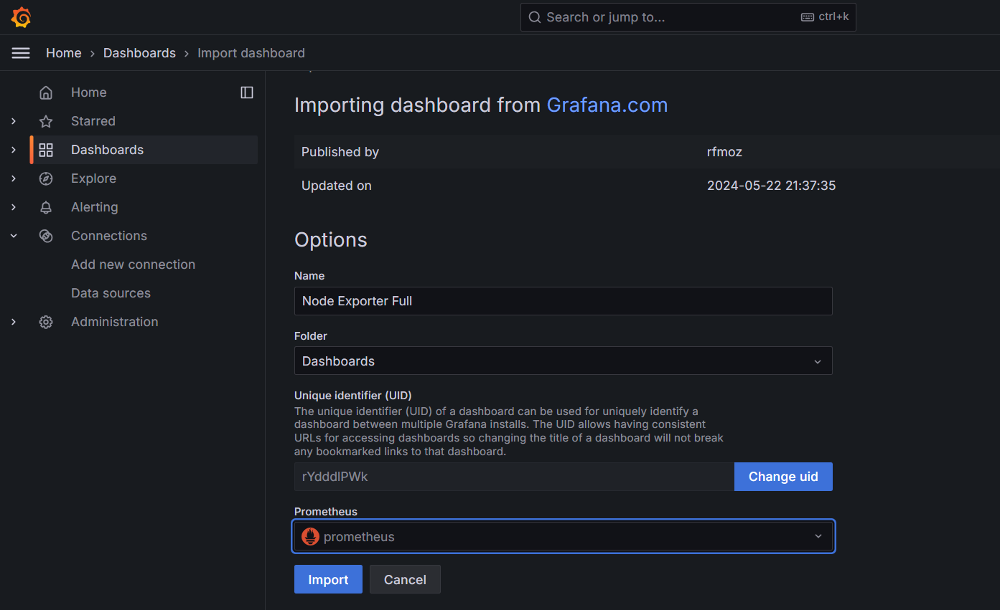 Search or jump to...
ctrl+k
Home › Dashboards › Import dashboard
Home
Starred
Dashboards
Explore
Alerting
Connections
Add new connection
Data sources
Administration
Importing dashboard from Grafana.com
Published by rfmoz
Updated on 2024-05-22 21:37:35
Options
Name
Node Exporter Full
Folder
Dashboards
Unique identifier (UID)
The unique identifier (UID) of a dashboard can be used for uniquely identify a
dashboard between multiple Grafana installs. The UID allows having consistent
URLs for accessing dashboards so changing the title of a dashboard will not break
any bookmarked links to that dashboard.
rYdddlPWk
Change uid
Prometheus
prometheus
Import
Cancel